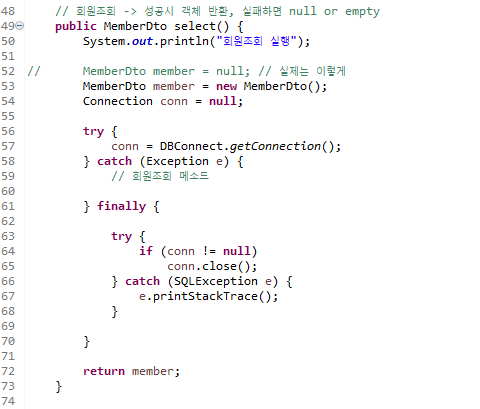 48     // 회원조회 -> 성공시 객체 반환, 실패하면 null or empty
49     public MemberDto select() {
50         System.out.println("회원조회 실행");
51
52 //      MemberDto member = null; // 실제는 이렇게
53         MemberDto member = new MemberDto();
54         Connection conn = null;
55
56         try {
57             conn = DBConnect.getConnection();
58         } catch (Exception e) {
59             // 회원조회 메소드
60
61         } finally {
62
63             try {
64                 if (conn != null)
65                     conn.close();
66             } catch (SQLException e) {
67                 e.printStackTrace();
68             }
69
70         }
71
72         return member;
73     }
74